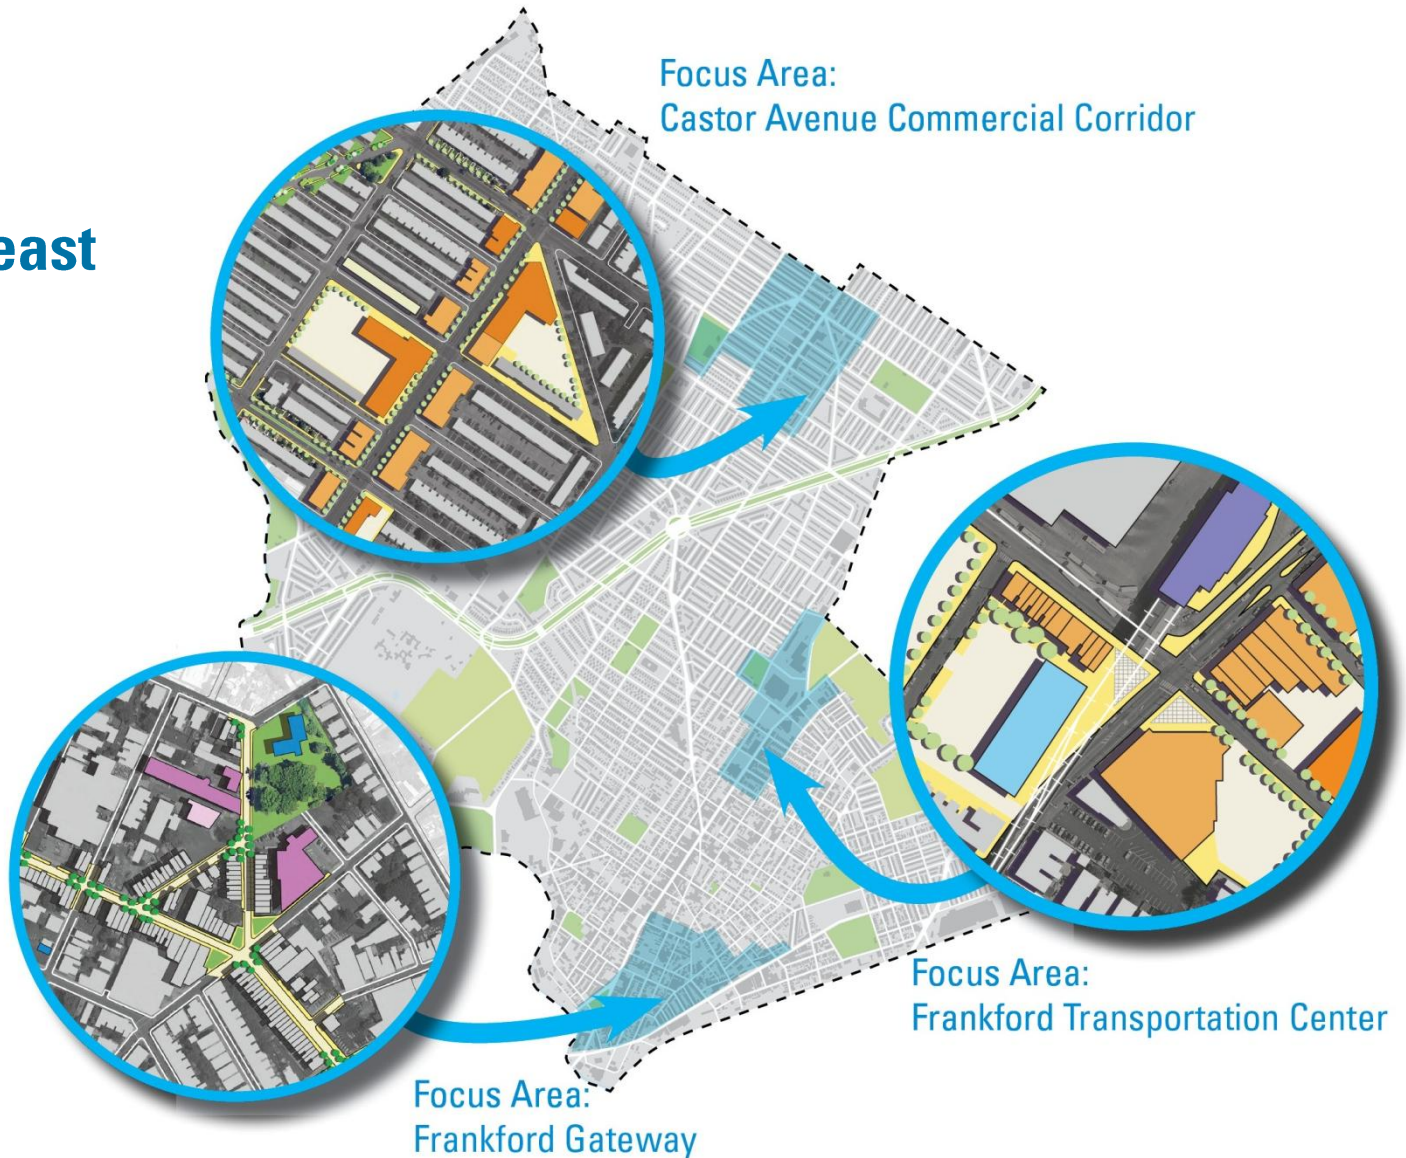 Focus Area:
Castor Avenue Commercial Corridor
east
Focus Area:
Frankford Transportation Center
Focus Area:
Frankford Gateway